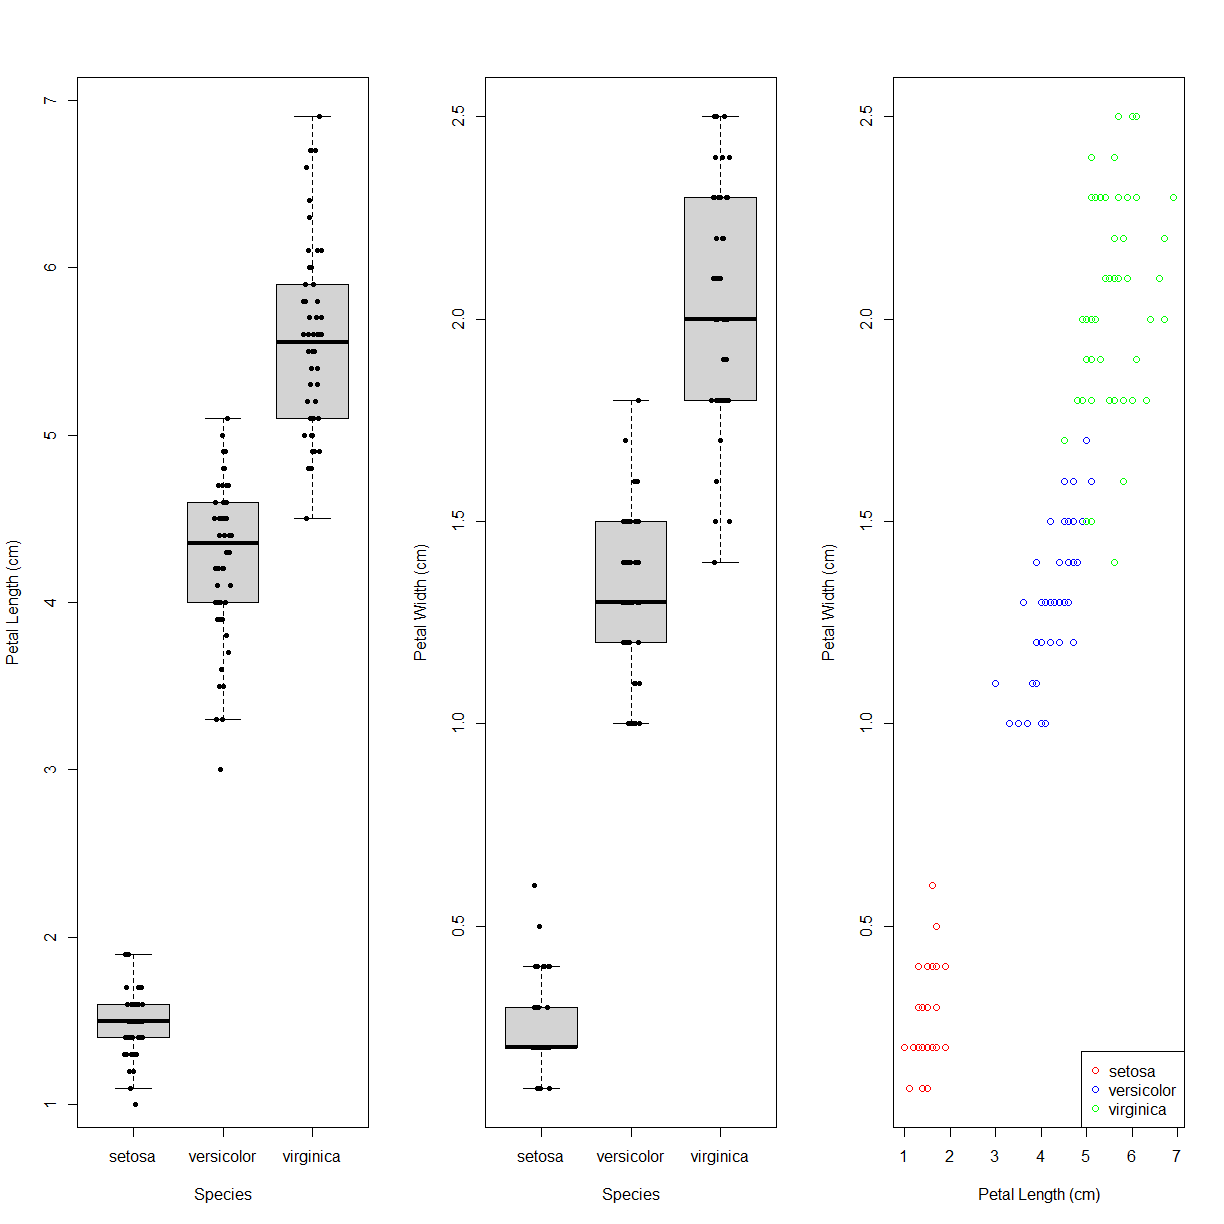 Petal Length (cm)
7
6
5
4
3
2
1
setosa versicolor virginica
Species
Petal Width (cm)
2.5
2.0
1.5
1.0
0.5
setosa versicolor virginica
Species
Petal Width (cm)
2.5
2.0
1.5
1.0
0.5
setosa
versicolor
virginica
1 2 3 4 5 6 7
Petal Length (cm)